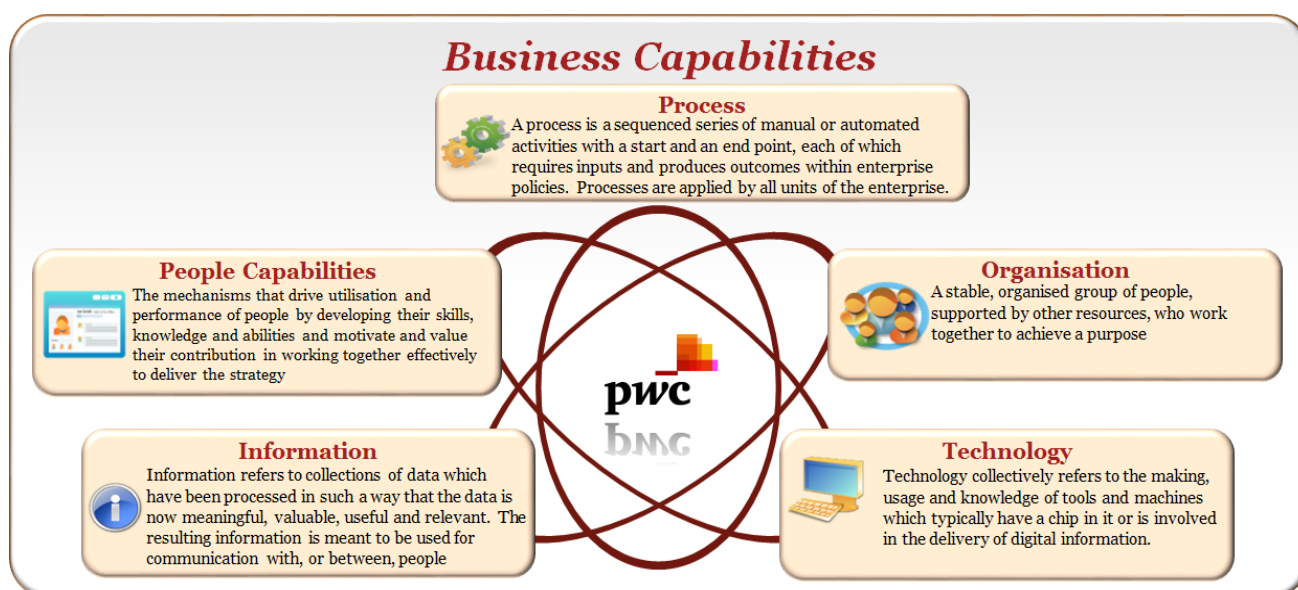 Business Capabilities
Process
A process is a sequenced series of manual or automated
activities with a start and an end point, each of which
requires inputs and produces outcomes within enterprise
policies. Processes are applied by all units of the enterprise.
People Capabilities
The mechanisms that drive utilisation and
performance of people by developing their skills,
knowledge and abilities and motivate and value
their contribution in working together effectively
to deliver the strategy
Organisation
A stable, organised group of people,
supported by other resources, who work
together to achieve a purpose
pwc
Information
Information refers to collections of data which
have been processed in such a way that the data is
now meaningful, valuable, useful and relevant. The
resulting information is meant to be used for
communication with, or between, people
Technology
Technology collectively refers to the making,
usage and knowledge of tools and machines
which typically have a chip in it or is involved
in the delivery of digital information.